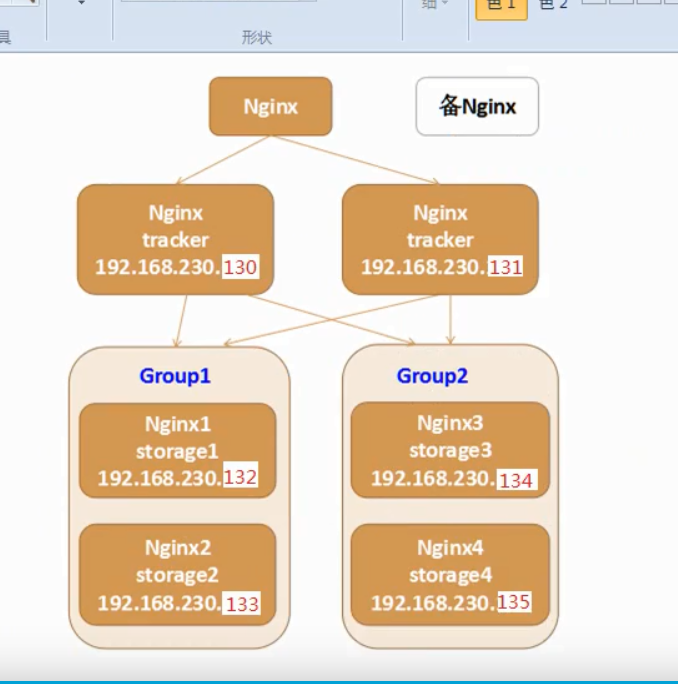 具
形状
细
色 1
色 2
Nginx
备Nginx
Nginx
tracker
192.168.230.130
Nginx
tracker
192.168.230.131
Group1
Nginx1
storage1
192.168.230.132
Nginx2
storage2
192.168.230.133
Group2
Nginx3
storage3
192.168.230.134
Nginx4
storage4
192.168.230.135